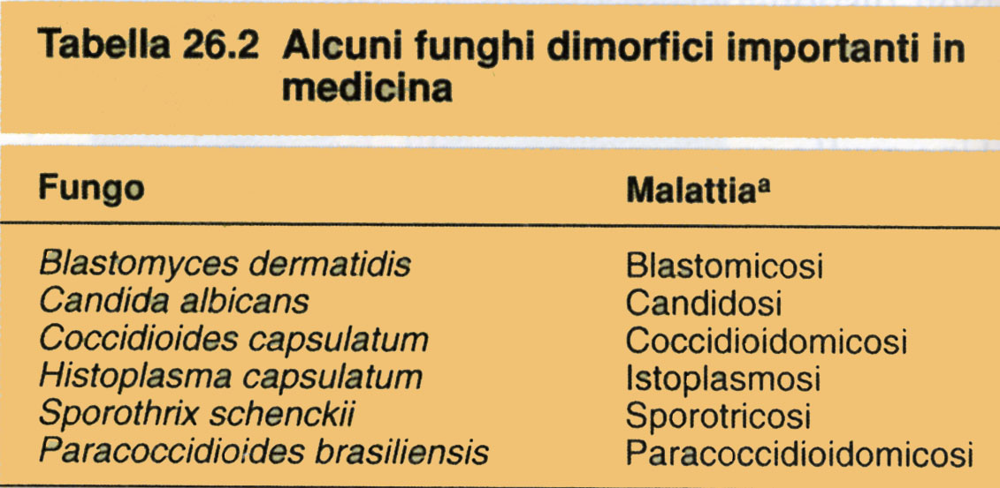 Tabella 26.2 Alcuni funghi dimorfici importanti in
medicina
Fungo Malattiaª
Blastomyces dermatidis Blastomicosi
Candida albicans Candidosi
Coccidioides capsulatum Coccidioidomicosi
Histoplasma capsulatum Istoplasmosi
Sporothrix schenckii Sporotricosi
Paracoccidioides brasiliensis Paracoccidioidomicosi